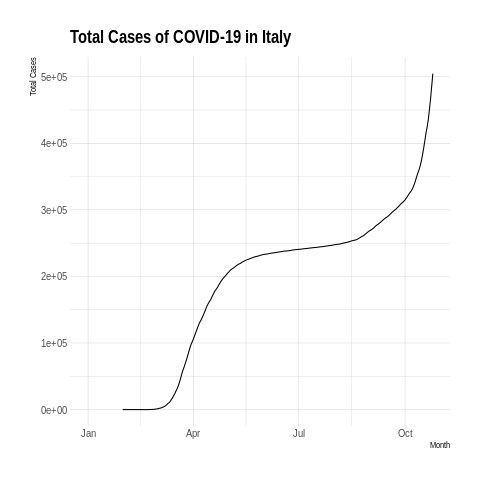 Total Cases of COVID-19 in Italy
Total Cases
5e+05
4e+05
3e+05
2e+05
1e+05
0e+00
Jan Apr Jul Oct
Month